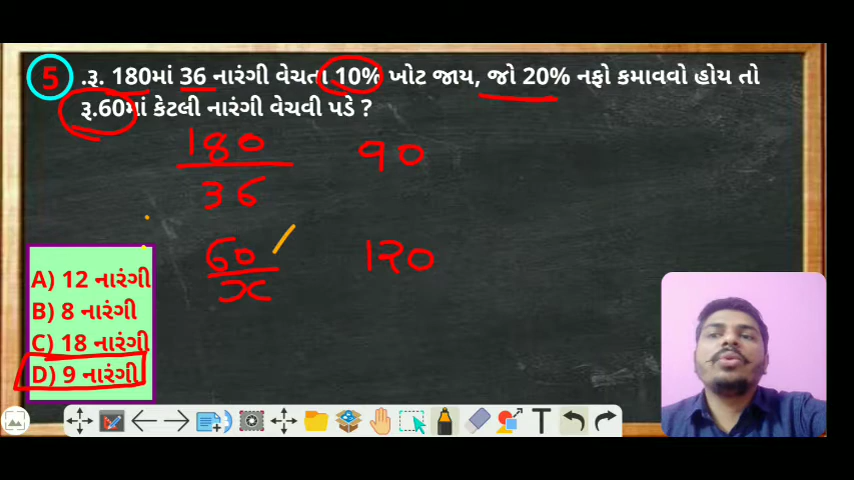 5 .રૂ. 180માં 36 નારંગી વેચતા 10% ખોટ જાય, જો 20% નફો કમાવવો હોય તો
રૂ.60માં કેટલી નારંગી વેચવી પડે ?
180 90
36
60 120
x
A) 12 નારંગી
B) 8 નારંગી
C) 18 નારંગી
D) 9 નારંગી
T